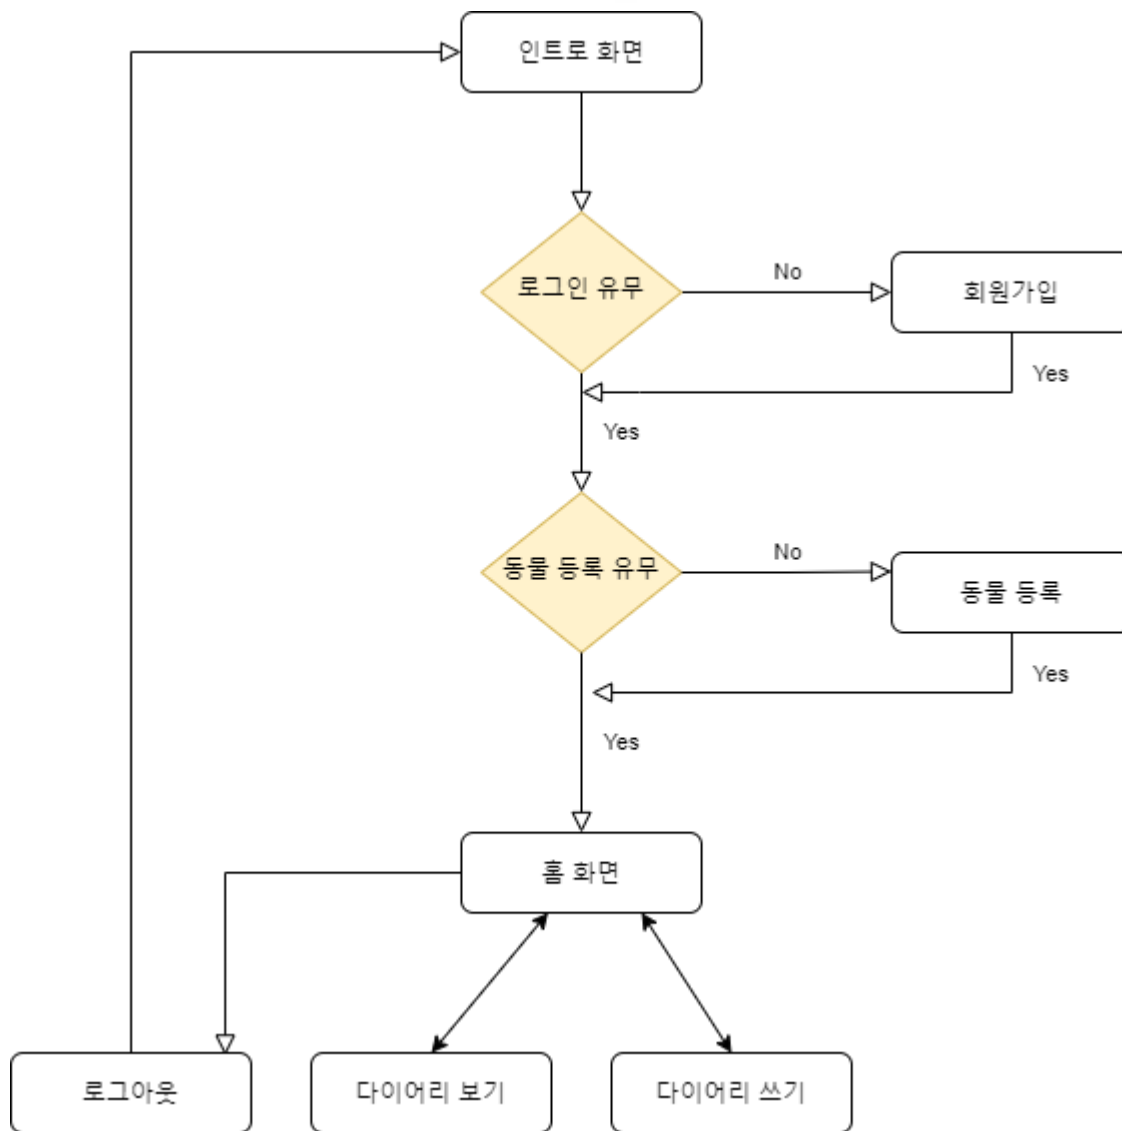 인트로 화면
로그인 유무
No
회원가입
Yes
Yes
동물 등록 유무
No
동물 등록
Yes
Yes
홈 화면
로그아웃
다이어리 보기
다이어리 쓰기